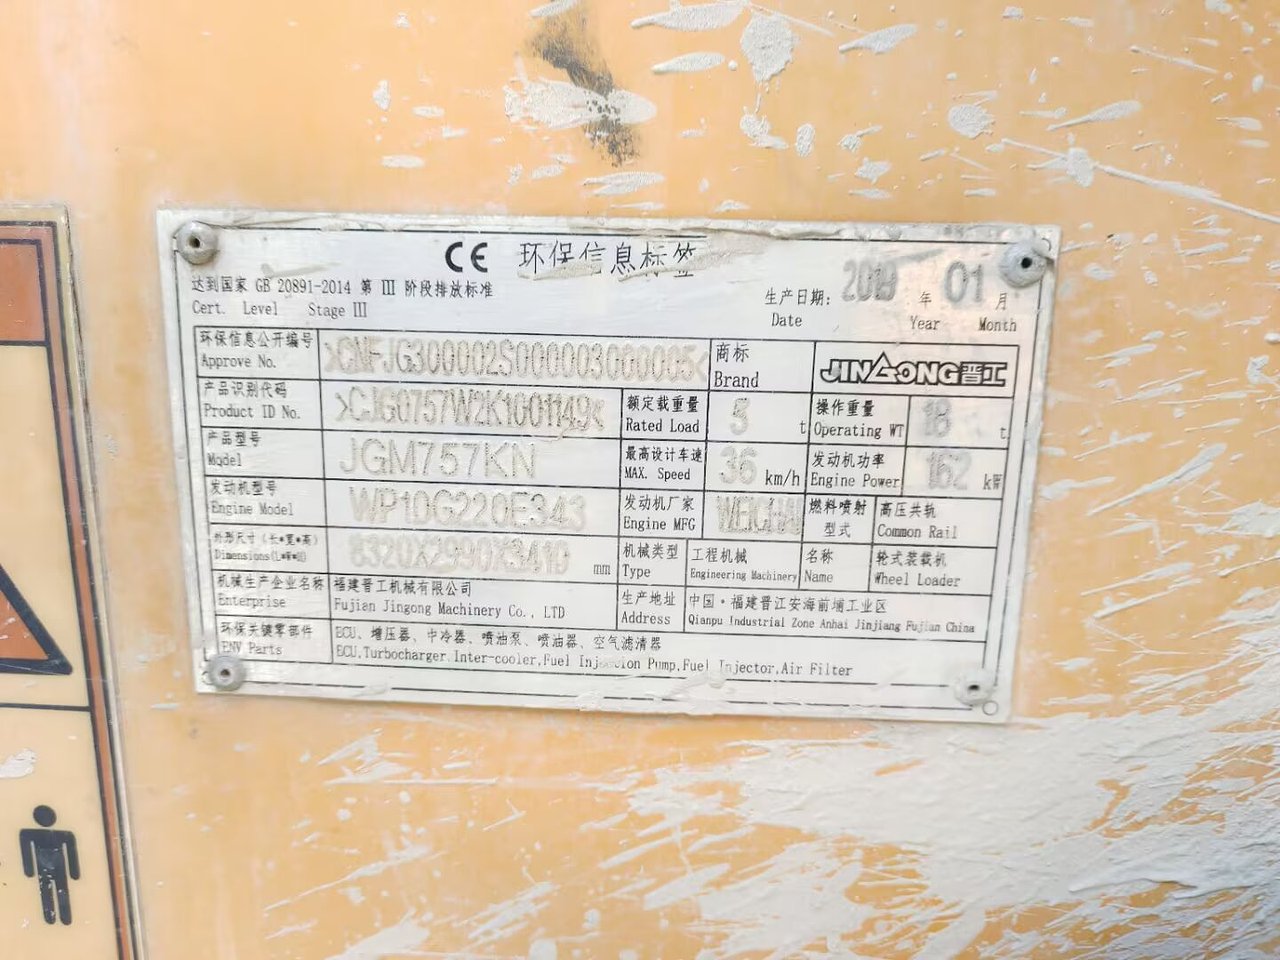 CE 环保信息标签
达到国家 GB 20891-2014 第 III 阶段排放标准
Cert. Level Stage III
生产日期: 2019 年 01 月
Date Year Month
环保信息公开编号 >CNFJG300002S000003000005<
Approve No.
商标 JINGONG晋工
Brand
产品识别代码 >CJG0757W2K1001149<
Product ID No.
额定载重量 5 t
Rated Load
操作重量 18 t
Operating WT
产品型号 JGM757KN
Model
最高设计车速 36 km/h
MAX. Speed
发动机功率 162 kW
Engine Power
发动机型号 WP10G220E343
Engine Model
发动机厂家 WEICHAI
Engine MFG
燃料喷射型式 高压共轨
Common Rail
外形尺寸(长*宽*高) 8320X2990X3410 mm
Dimensions(L*W*H)
机械类型 工程机械
Type Engineering Machinery
名称 轮式装载机
Name Wheel Loader
机械生产企业名称 福建晋工机械有限公司
Enterprise Fujian Jingong Machinery Co., LTD
生产地址 中国·福建晋江安海前埔工业区
Address Qianpu Industrial Zone Anhai Jinjiang Fujian China
环保关键零部件 ECU、增压器、中冷器、喷油泵、喷油器、空气滤清器
ENV Parts ECU,Turbocharger,Inter-cooler,Fuel Injection Pump,Fuel Injector,Air Filter